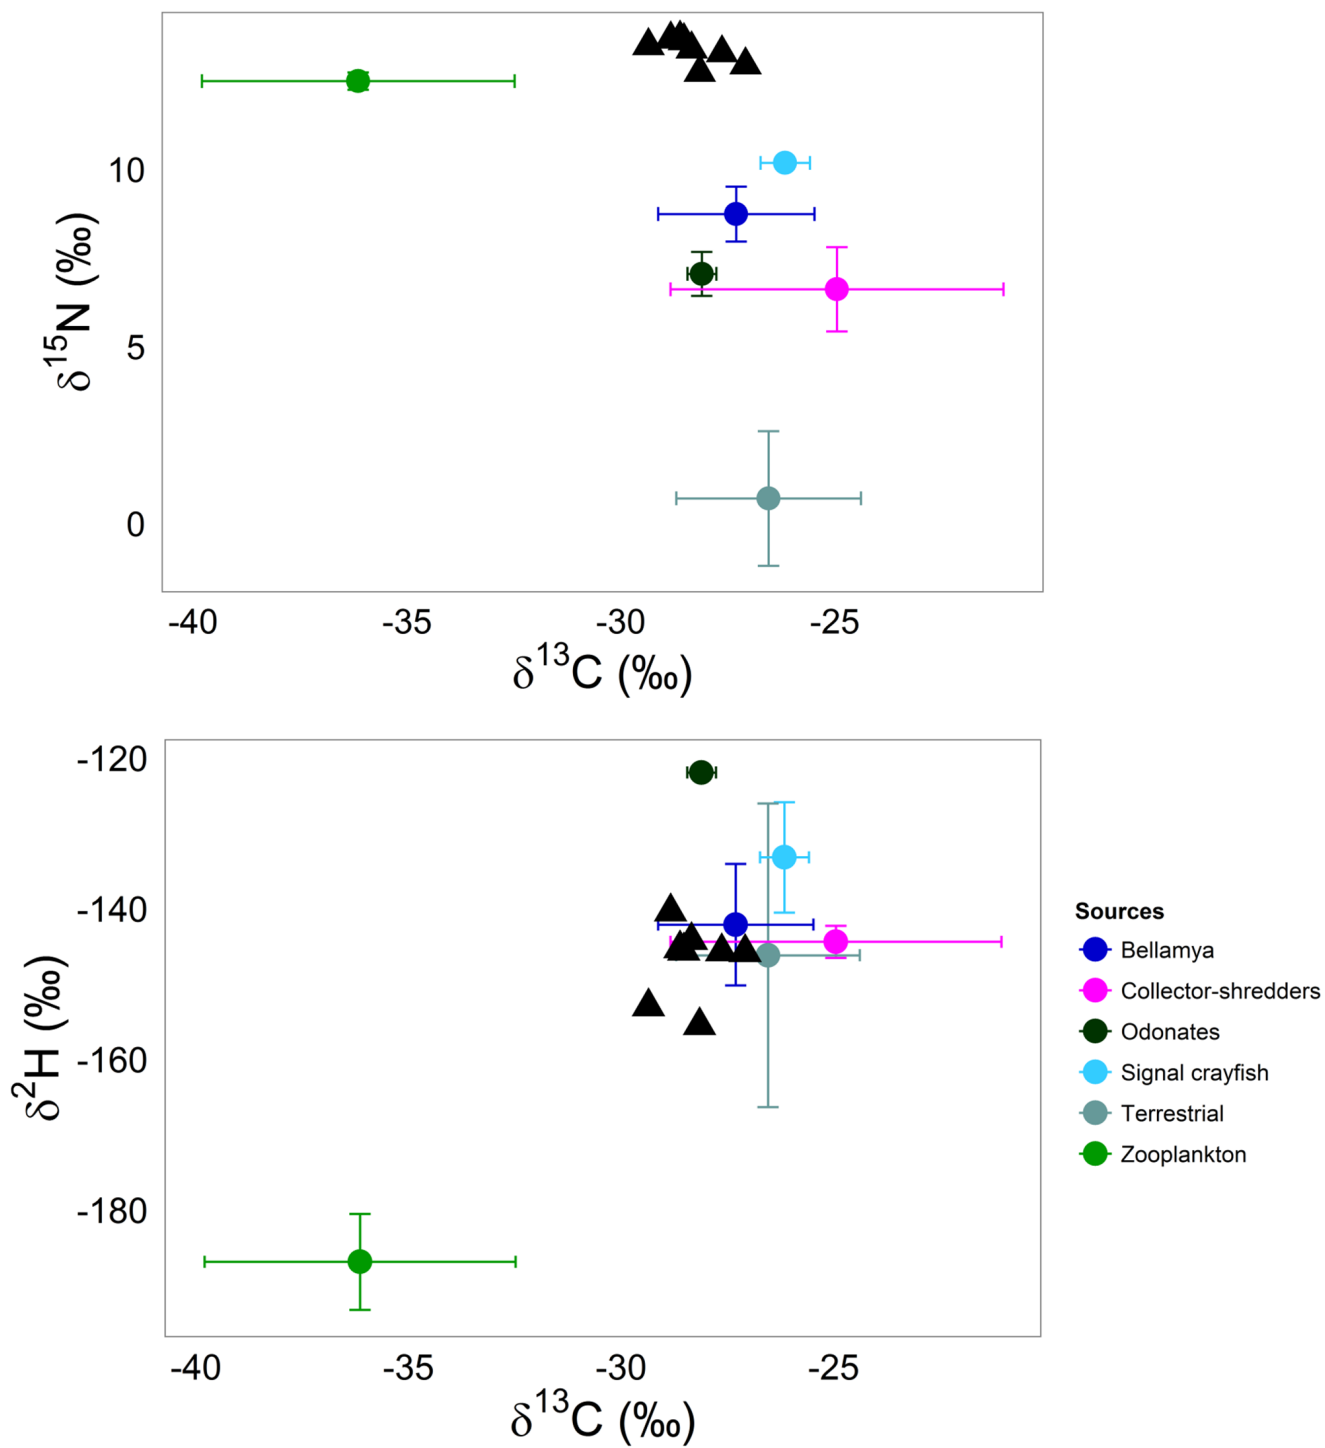 10
5
0
δ15N (‰)
-40 -35 -30 -25
δ13C (‰)
-120
-140
-160
-180
δ2H (‰)
-40 -35 -30 -25
δ13C (‰)
Sources
Bellamya
Collector-shredders
Odonates
Signal crayfish
Terrestrial
Zooplankton